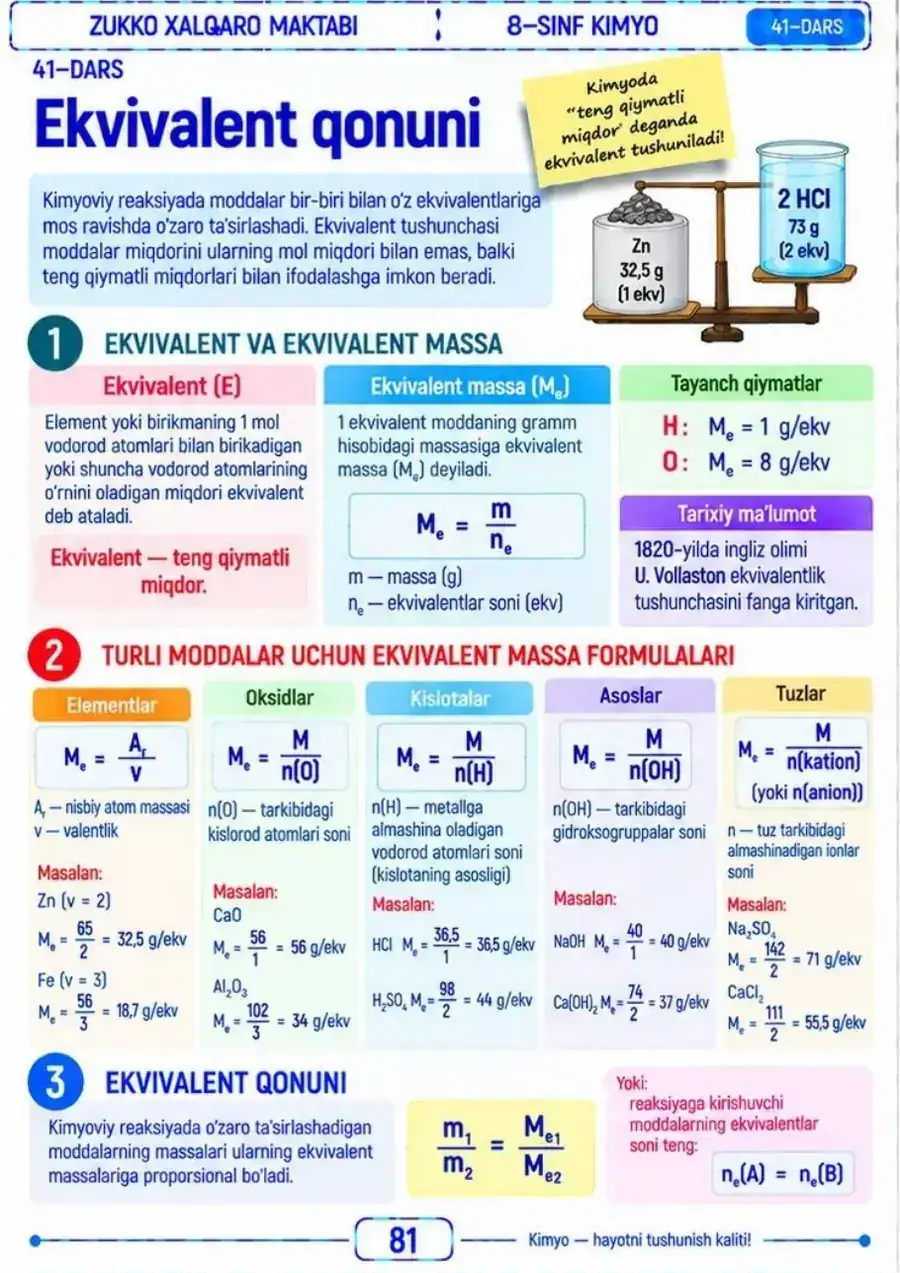 ZUKKO XALQARO MAKTABI
8–SINF KIMYO
41–DARS
41–DARS
Ekvivalent qonuni
Kimyoda
“teng qiymatli
miqdor" deganda
ekvivalent tushuniladi!
Kimyoviy reaksiyada moddalar bir-biri bilan o‘z ekvivalentlariga
mos ravishda o‘zaro ta’sirlashadi. Ekvivalent tushunchasi
moddalar miqdorini ularning mol miqdori bilan emas, balki
teng qiymatli miqdorlari bilan ifodalashga imkon beradi.
Zn
32,5 g
(1 ekv)
2 HCl
73 g
(2 ekv)
1 EKVIVALENT VA EKVIVALENT MASSA
Ekvivalent (E)
Element yoki birikmaning 1 mol
vodorod atomlari bilan birikadigan
yoki shuncha vodorod atomlarining
o‘rnini oladigan miqdori ekvivalent
deb ataladi.
Ekvivalent — teng qiymatli
miqdor.
Ekvivalent massa (Mₑ)
1 ekvivalent moddaning gramm
hisobidagi massasiga ekvivalent
massa (Mₑ) deyiladi.
Mₑ = m / nₑ
m — massa (g)
nₑ — ekvivalentlar soni (ekv)
Tayanch qiymatlar
H: Mₑ = 1 g/ekv
O: Mₑ = 8 g/ekv
Tarixiy ma’lumot
1820–yilda ingliz olimi
U. Vollaston ekvivalentlik
tushunchasini fanga kiritgan.
2 TURLI MODDALAR UCHUN EKVIVALENT MASSA FORMULALARI
Elementlar
Mₑ = Aᵣ / v
Aᵣ — nisbiy atom massasi
v — valentlik
Masalan:
Zn (v = 2)
Mₑ = 65 / 2 = 32,5 g/ekv
Fe (v = 3)
Mₑ = 56 / 3 = 18,7 g/ekv
Oksidlar
Mₑ = M / n(O)
n(O) — tarkibidagi
kislorod atomlari soni
Masalan:
CaO
Mₑ = 56 / 1 = 56 g/ekv
Al₂O₃
Mₑ = 102 / 3 = 34 g/ekv
Kislotalar
Mₑ = M / n(H)
n(H) — metallga
almashina oladigan
vodorod atomlari soni
(kislotaning asosligi)
Masalan:
HCl Mₑ = 36,5 / 1 = 36,5 g/ekv
H₂SO₄ Mₑ = 98 / 2 = 44 g/ekv
Asoslar
Mₑ = M / n(OH)
n(OH) — tarkibidagi
gidroksogruppalar soni
Masalan:
NaOH Mₑ = 40 / 1 = 40 g/ekv
Ca(OH)₂ Mₑ = 74 / 2 = 37 g/ekv
Tuzlar
Mₑ = M / n(kation)
(yoki n(anion))
n — tuz tarkibidagi
almashinadigan ionlar
soni
Masalan:
Na₂SO₄
Mₑ = 142 / 2 = 71 g/ekv
CaCl₂
Mₑ = 111 / 2 = 55,5 g/ekv
3 EKVIVALENT QONUNI
Kimyoviy reaksiyada o‘zaro ta’sirlashadigan
moddalarning massalari ularning ekvivalent
massalariga proporsional bo‘ladi.
m₁ / m₂ = Mₑ₁ / Mₑ₂
Yoki:
reaksiyaga kirishuvchi
moddalarning ekvivalentlar
soni teng:
nₑ(A) = nₑ(B)
81
Kimyo — hayotni tushunish kaliti!